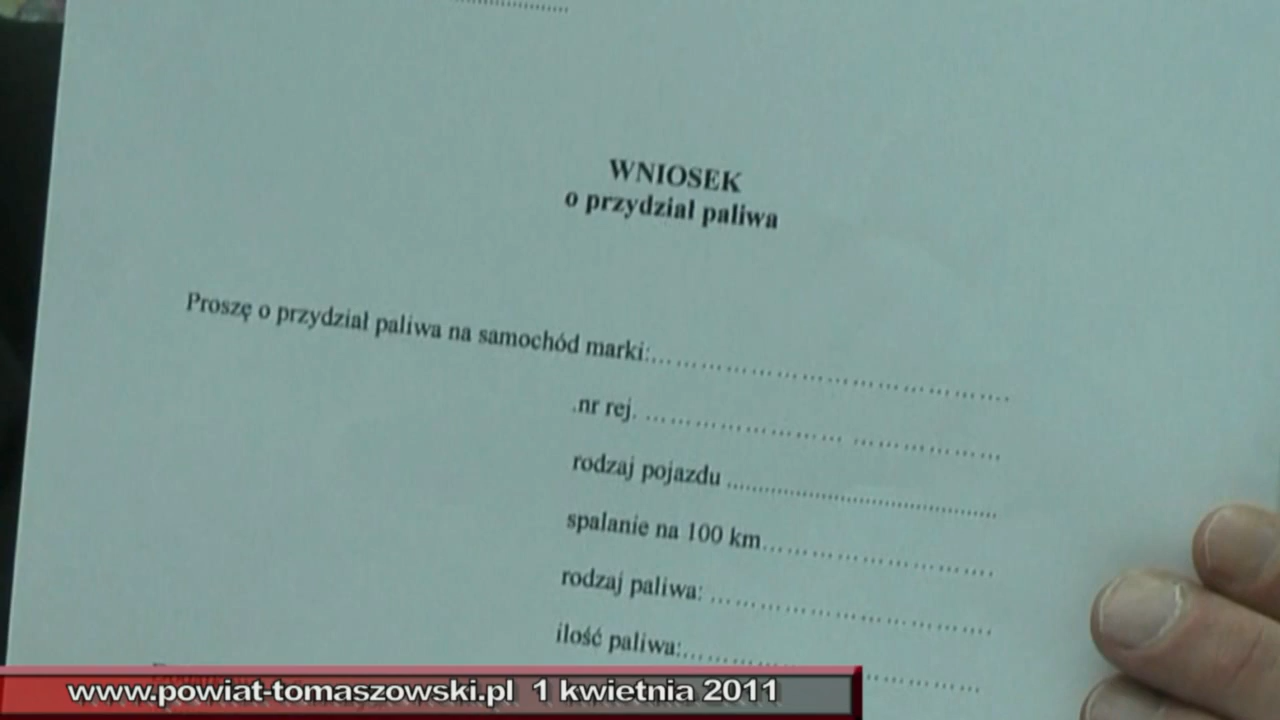 WNIOSEK
o przydział paliwa
Proszę o przydział paliwa na samochód marki:…………………………………….
.nr rej. …………………… ………………
rodzaj pojazdu ...........................................
spalanie na 100 km……………………….
rodzaj paliwa: …………………………….
ilość paliwa:……………………………
www.powiat-tomaszowski.pl 1 kwietnia 2011